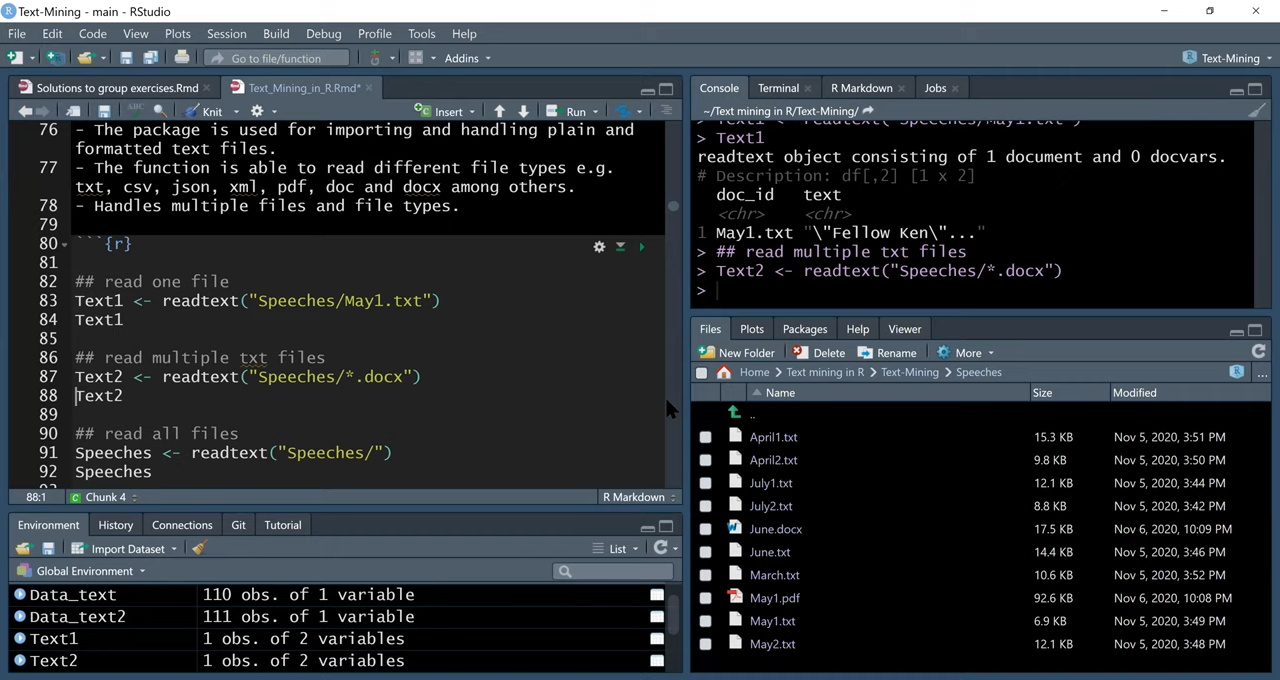 Text-Mining - main - RStudio
File Edit Code View Plots Session Build Debug Profile Tools Help
Go to file/function Addins Text-Mining
Solutions to group exercises.Rmd Text_Mining_in_R.Rmd*
ABC Knit Insert Run
76 - The package is used for importing and handling plain and
formatted text files.
77 - The function is able to read different file types e.g.
txt, csv, json, xml, pdf, doc and docx among others.
78 - Handles multiple files and file types.
79
80 ```{r}
81
82 ## read one file
83 Text1 <- readtext("Speeches/May1.txt")
84 Text1
85
86 ## read multiple txt files
87 Text2 <- readtext("Speeches/*.docx")
88 Text2
89
90 ## read all files
91 Speeches <- readtext("Speeches/")
92 Speeches
88:1 Chunk 4 R Markdown
Environment History Connections Git Tutorial
Import Dataset List
Global Environment
Data_text 110 obs. of 1 variable
Data_text2 111 obs. of 1 variable
Text1 1 obs. of 2 variables
Text2 1 obs. of 2 variables
Console Terminal R Markdown Jobs
~/Text mining in R/Text-Mining/
> Text1 <- readtext("Speeches/May1.txt")
> Text1
readtext object consisting of 1 document and 0 docvars.
# Description: df[,2] [1 x 2]
doc_id text
<chr> <chr>
1 May1.txt "\"Fellow Ken\"..."
> ## read multiple txt files
> Text2 <- readtext("Speeches/*.docx")
>
Files Plots Packages Help Viewer
New Folder Delete Rename More
Home > Text mining in R > Text-Mining > Speeches ...
Name Size Modified
..
April1.txt 15.3 KB Nov 5, 2020, 3:51 PM
April2.txt 9.8 KB Nov 5, 2020, 3:50 PM
July1.txt 12.1 KB Nov 5, 2020, 3:44 PM
July2.txt 8.8 KB Nov 5, 2020, 3:42 PM
June.docx 17.5 KB Nov 6, 2020, 10:09 PM
June.txt 14.4 KB Nov 5, 2020, 3:46 PM
March.txt 10.6 KB Nov 5, 2020, 3:52 PM
May1.pdf 92.6 KB Nov 6, 2020, 10:08 PM
May1.txt 6.9 KB Nov 5, 2020, 3:49 PM
May2.txt 12.1 KB Nov 5, 2020, 3:48 PM